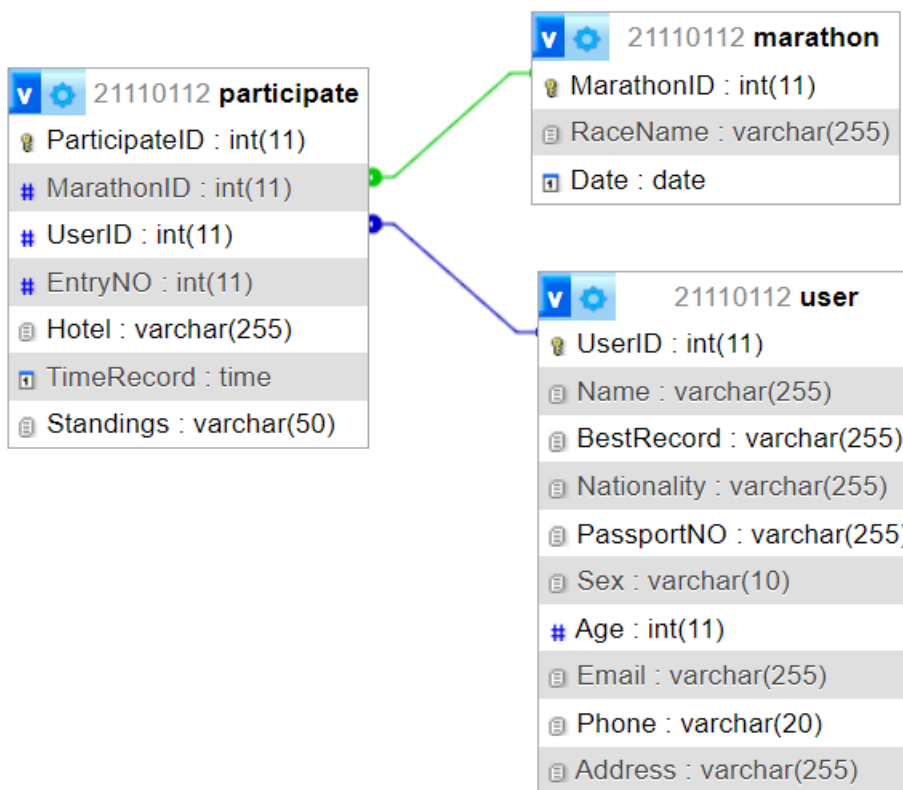 v 21110112 participate
ParticipateID : int(11)
# MarathonID : int(11)
# UserID : int(11)
# EntryNO : int(11)
Hotel : varchar(255)
TimeRecord : time
Standings : varchar(50)
v 21110112 marathon
MarathonID : int(11)
RaceName : varchar(255)
Date : date
v 21110112 user
UserID : int(11)
Name : varchar(255)
BestRecord : varchar(255)
Nationality : varchar(255)
PassportNO : varchar(255)
Sex : varchar(10)
# Age : int(11)
Email : varchar(255)
Phone : varchar(20)
Address : varchar(255)